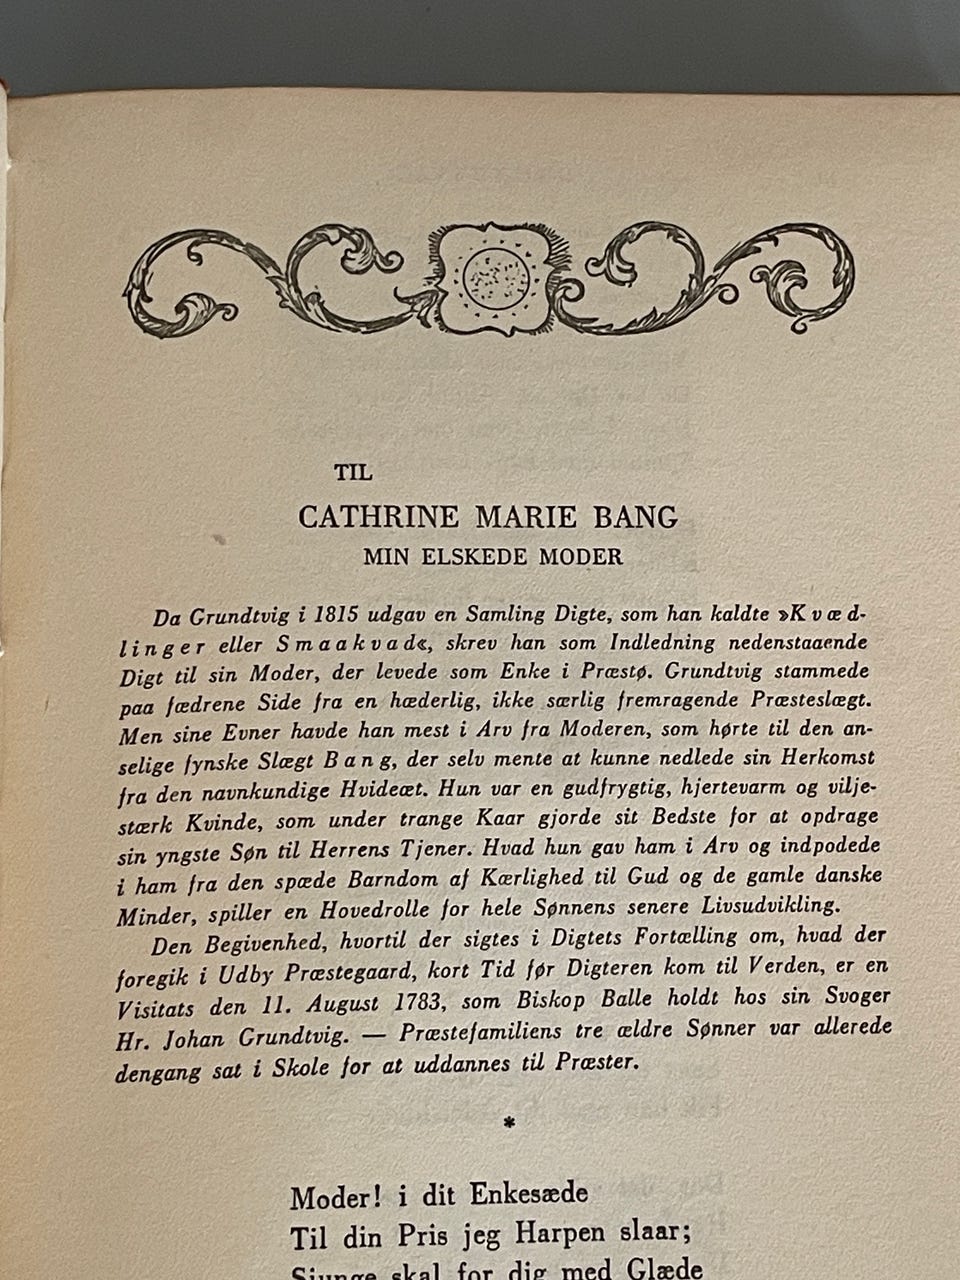 TIL
CATHRINE MARIE BANG
MIN ELSKEDE MODER
Da Grundtvig i 1815 udgav en Samling Digte, som han kaldte »Kvæd-
linger eller Smaakvad«, skrev han som Indledning nedenstaaende
Digt til sin Moder, der levede som Enke i Præstø. Grundtvig stammede
paa fædrene Side fra en hæderlig, ikke særlig fremragende Præsteslægt.
Men sine Evner havde han mest i Arv fra Moderen, som hørte til den an-
selige fynske Slægt Bang, der selv mente at kunne nedlede sin Herkomst
fra den navnkundige Hvideæt. Hun var en gudfrygtig, hjertevarm og vilje-
stærk Kvinde, som under trange Kaar gjorde sit Bedste for at opdrage
sin yngste Søn til Herrens Tjener. Hvad hun gav ham i Arv og indpodede
i ham fra den spæde Barndom af Kærlighed til Gud og de gamle danske
Minder, spiller en Hovedrolle for hele Sønnens senere Livsudvikling.
Den Begivenhed, hvortil der sigtes i Digtets Fortælling om, hvad der
foregik i Udby Præstegaard, kort Tid før Digteren kom til Verden, er en
Visitats den 11. August 1783, som Biskop Balle holdt hos sin Svoger
Hr. Johan Grundtvig. — Præstefamiliens tre ældre Sønner var allerede
dengang sat i Skole for at uddannes til Præster.
*
Moder! i dit Enkesæde
Til din Pris jeg Harpen slaar;
Sjunge skal for dig med Glæde